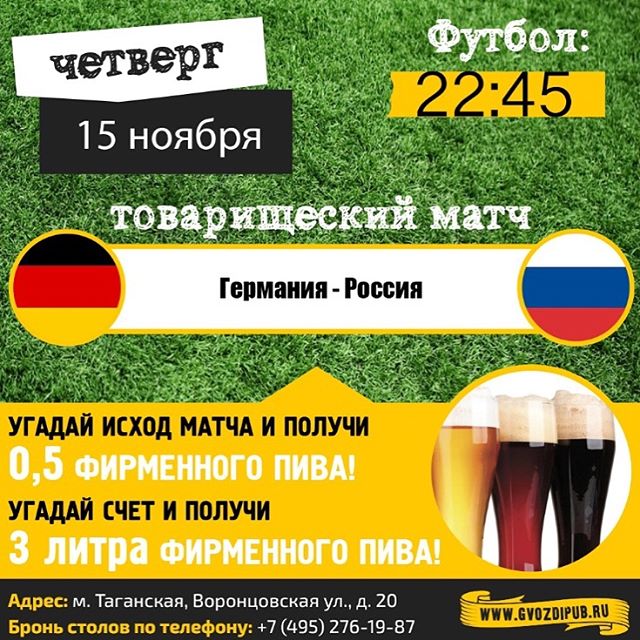 четверг
15 ноября
Футбол:
22:45
товарищеский матч
Германия - Россия
УГАДАЙ ИСХОД МАТЧА И ПОЛУЧИ
0,5 ФИРМЕННОГО ПИВА!
УГАДАЙ СЧЕТ И ПОЛУЧИ
3 литра ФИРМЕННОГО ПИВА!
Адрес: м. Таганская, Воронцовская ул., д. 20
Бронь столов по телефону: +7 (495) 276-19-87
WWW.GVOZDIPUB.RU